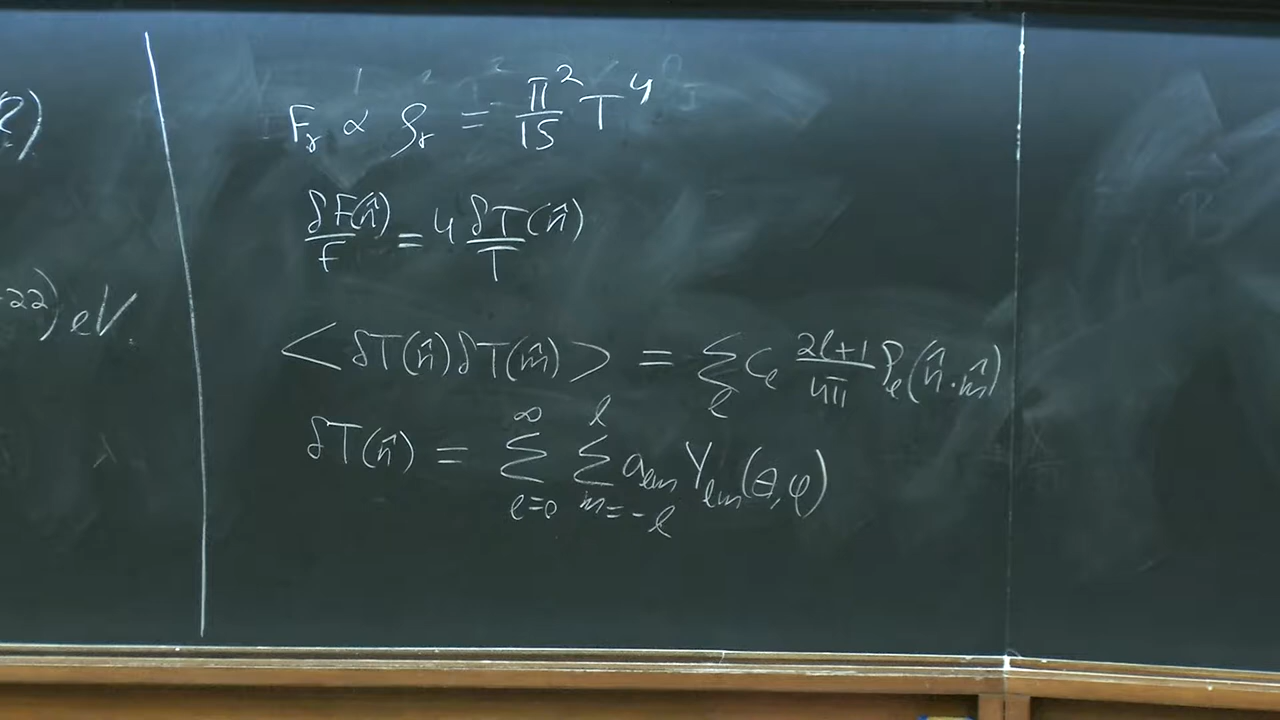 F_γ ∝ ρ_γ = π²/15 T⁴
δF(n̂)/F = 4 δT(n̂)/T
-22) eV.
< δT(n̂) δT(m̂) > = Σ_ℓ C_ℓ (2ℓ+1)/4π P_ℓ(n̂·m̂)
δT(n̂) = Σ_{ℓ=0}^{∞} Σ_{m=-ℓ}^{ℓ} a_{ℓm} Y_{ℓm}(θ,φ)